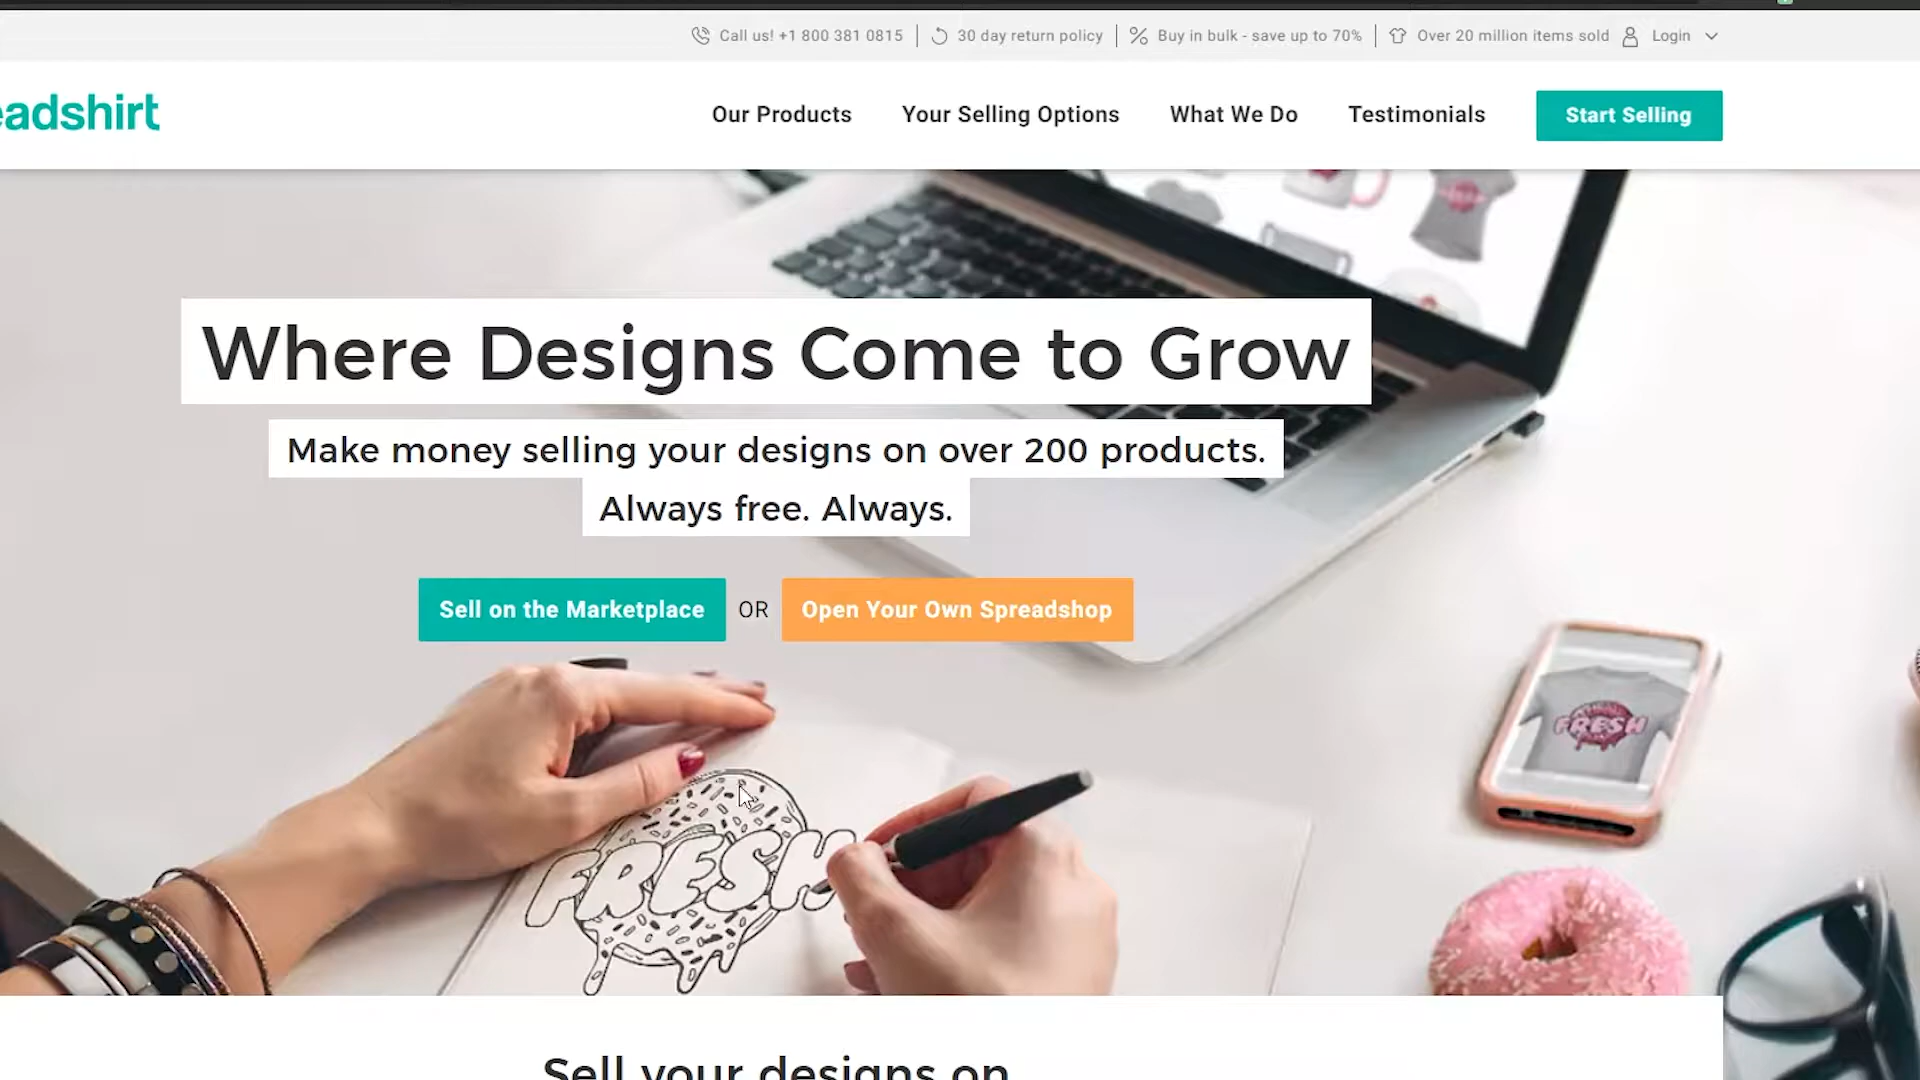 Call us! +1 800 381 0815 30 day return policy Buy in bulk - save up to 70% Over 20 million items sold Login
eadshirt
Our Products Your Selling Options What We Do Testimonials Start Selling
Where Designs Come to Grow
Make money selling your designs on over 200 products.
Always free. Always.
Sell on the Marketplace OR Open Your Own Spreadshop
FRESH
FRESH
Sell your designs on